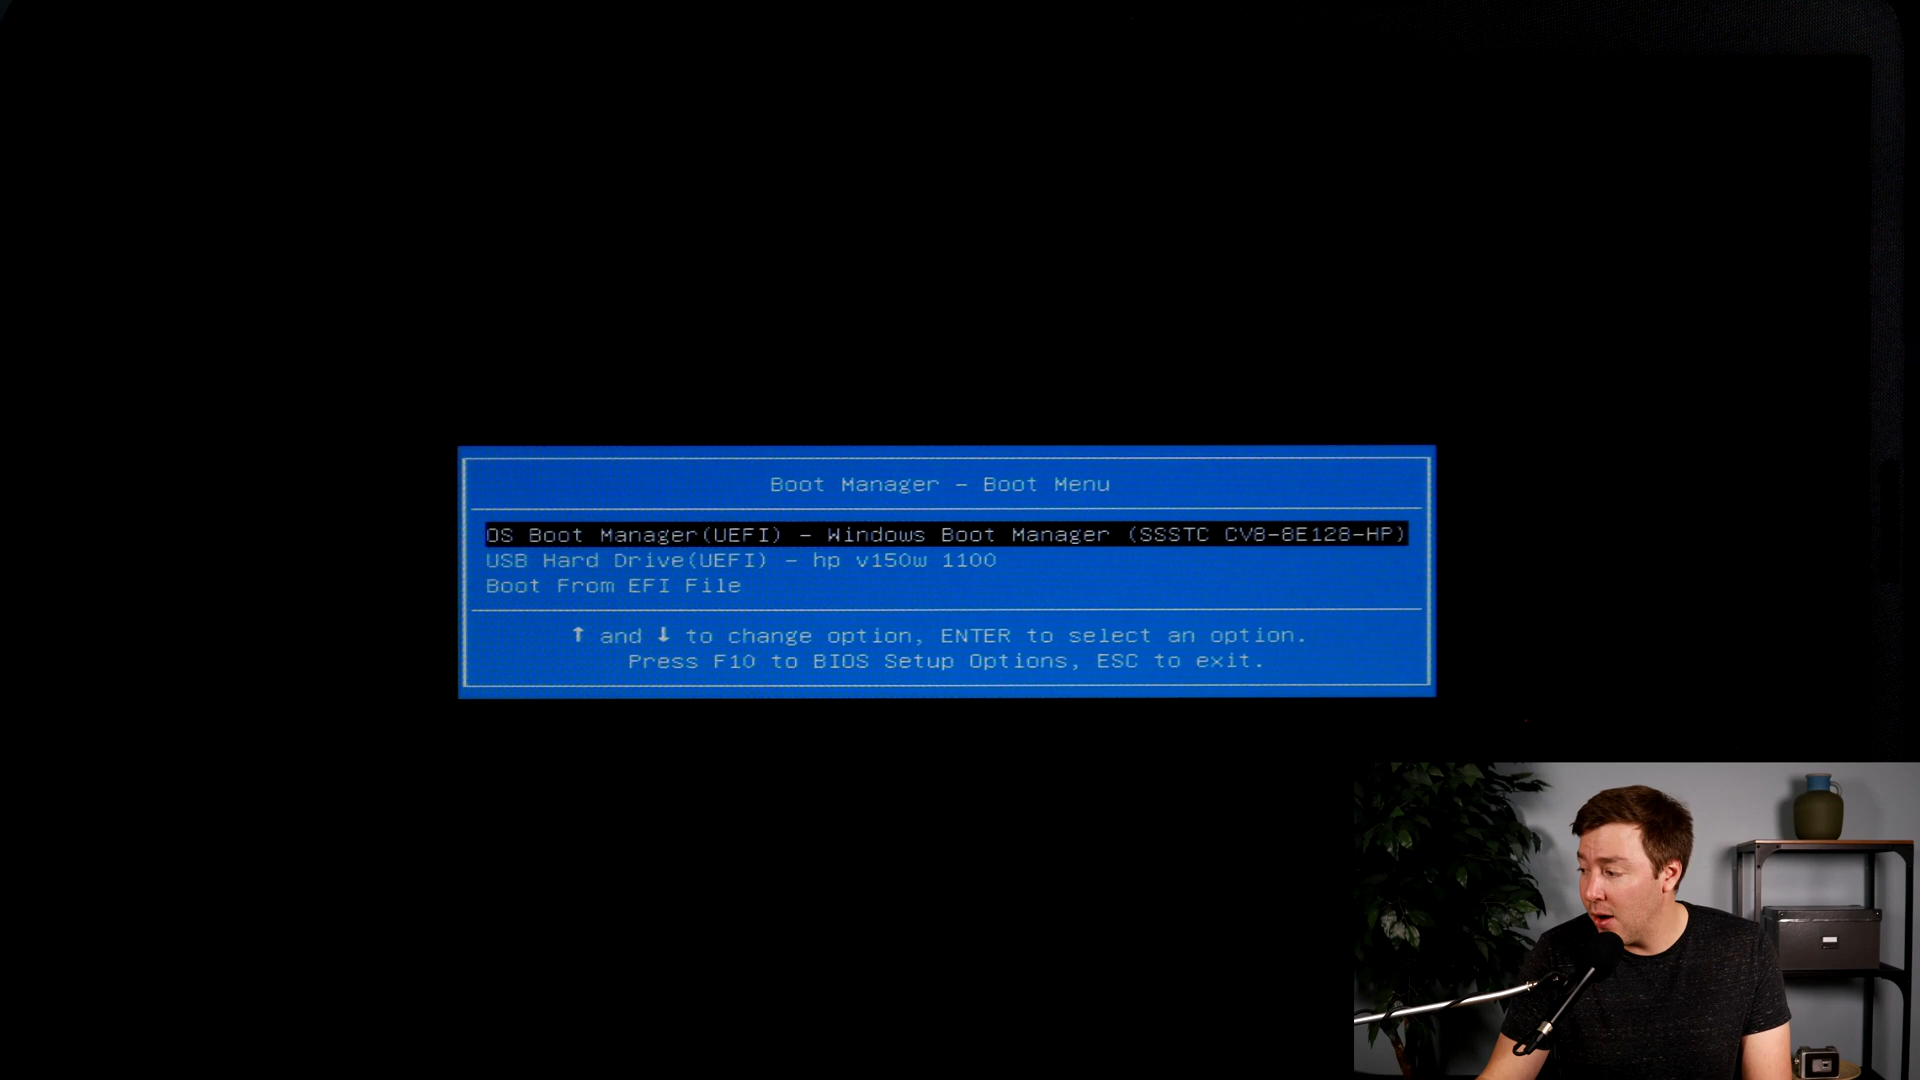 Boot Manager - Boot Menu
OS Boot Manager(UEFI) - Windows Boot Manager (SSSTC CV8-8E128-HP)
USB Hard Drive(UEFI) - hp v150w 1100
Boot From EFI File
↑ and ↓ to change option, ENTER to select an option.
Press F10 to BIOS Setup Options, ESC to exit.